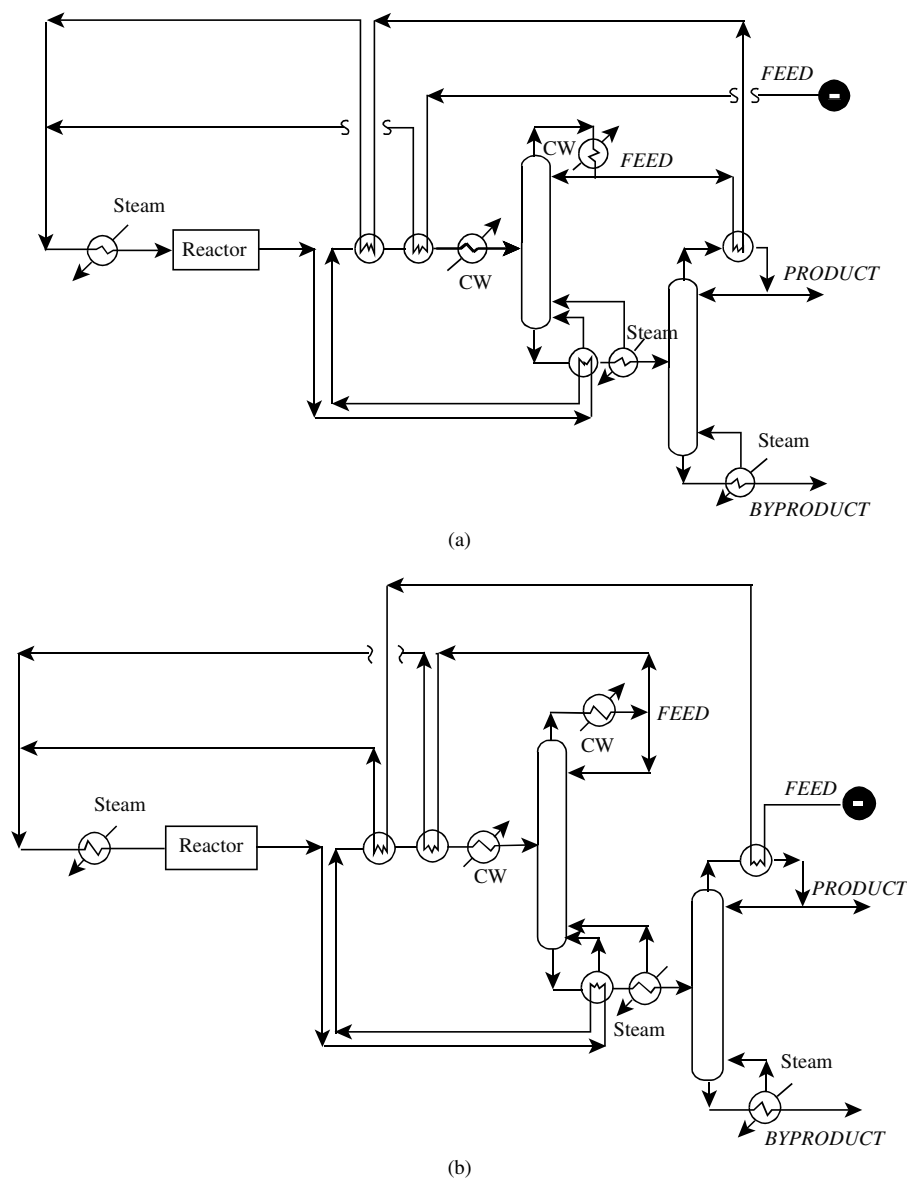 FEED
CW
FEED
Steam
Reactor
CW
PRODUCT
Steam
Steam
BYPRODUCT
(a)
FEED
CW
FEED
Steam
Reactor
CW
PRODUCT
Steam
Steam
BYPRODUCT
(b)